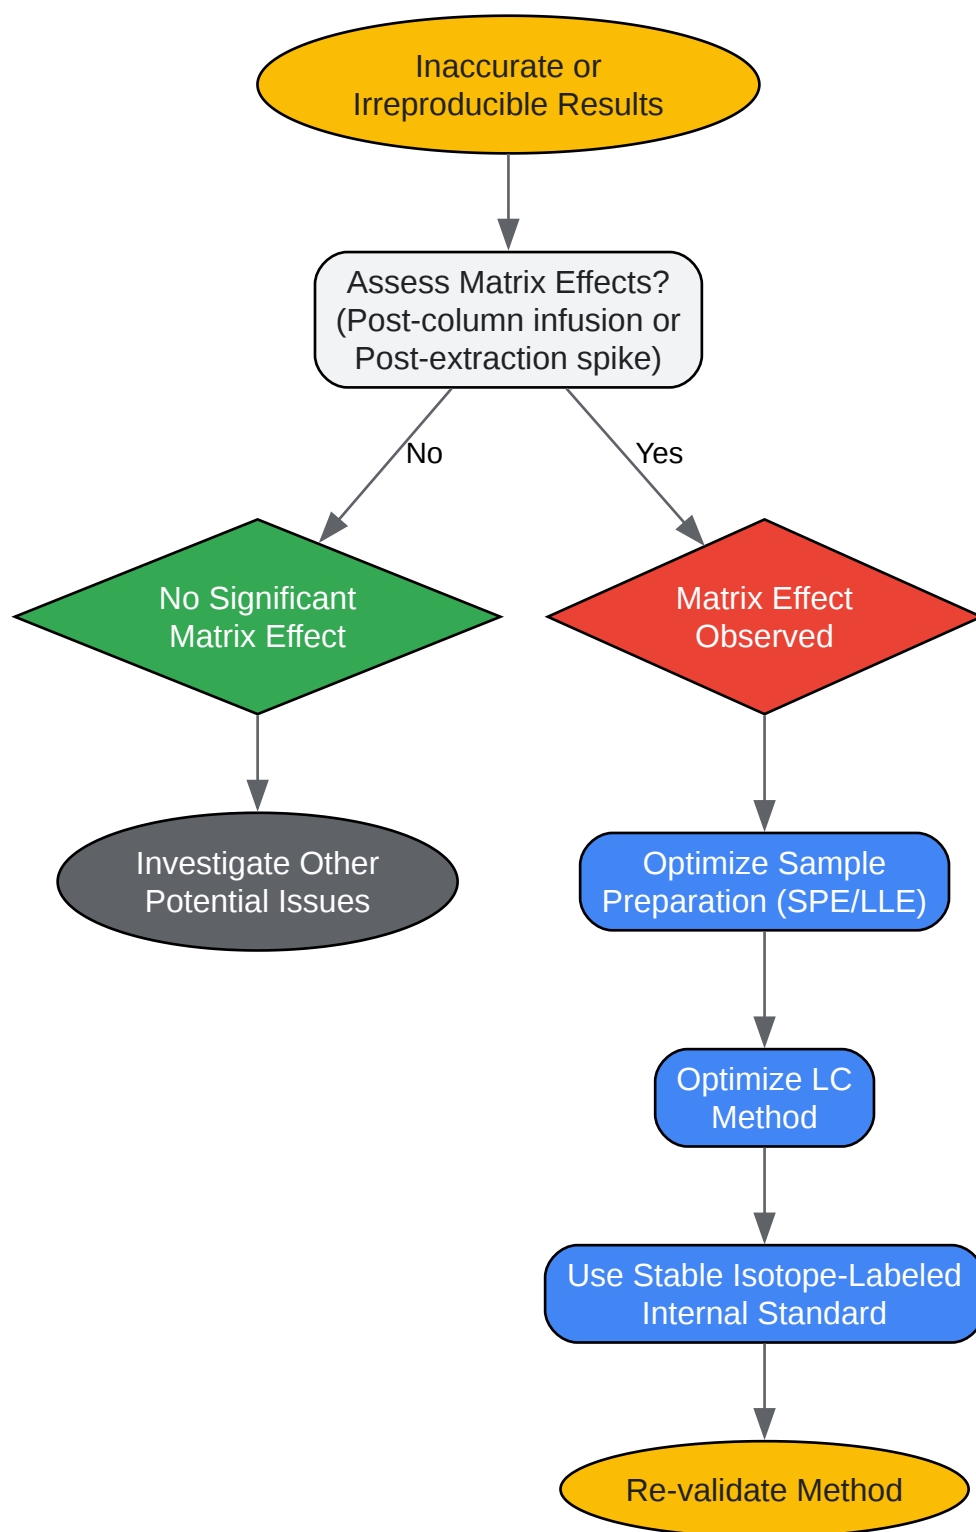 Inaccurate or
Irreproducible Results
Assess Matrix Effects?
(Post-column infusion or
Post-extraction spike)
No
Yes
No Significant
Matrix Effect
Matrix Effect
Observed
Investigate Other
Potential Issues
Optimize Sample
Preparation (SPE/LLE)
Optimize LC
Method
Use Stable Isotope-Labeled
Internal Standard
Re-validate Method